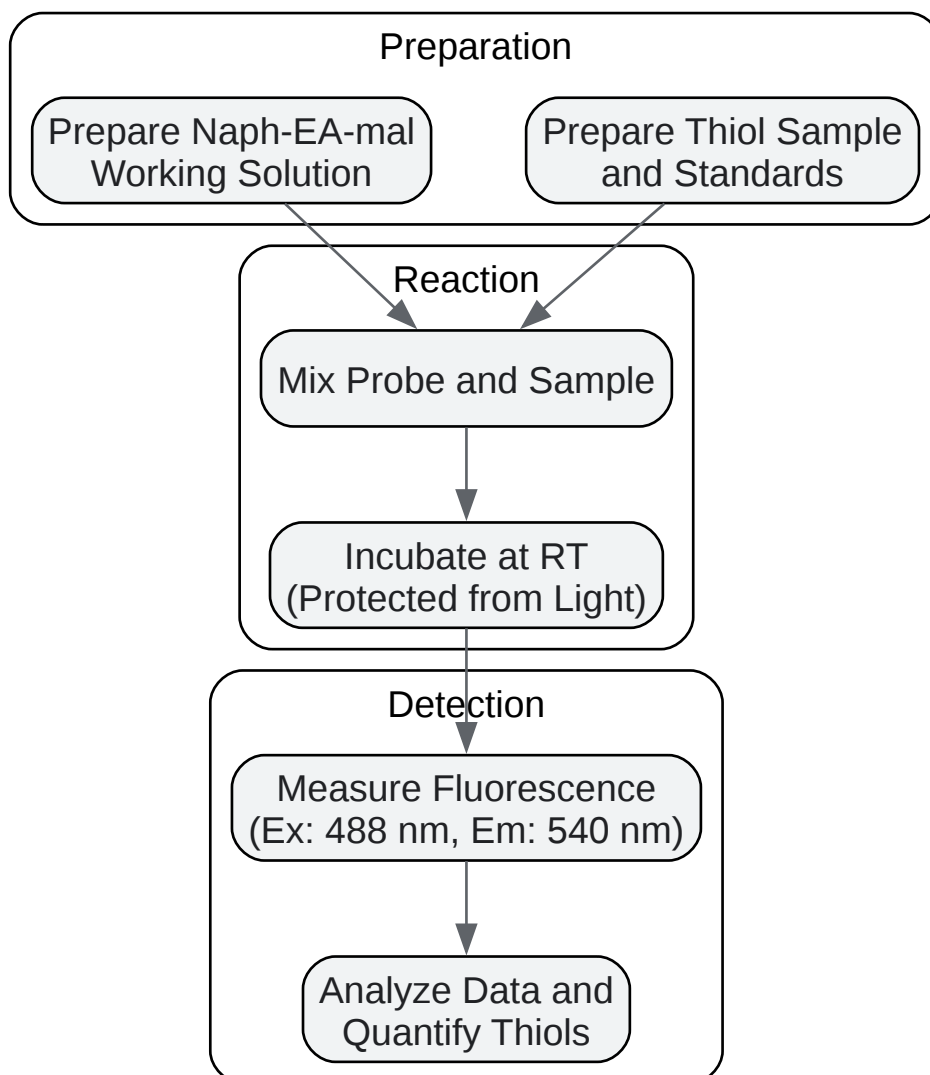 Preparation
Prepare Naph-EA-mal
Working Solution
Prepare Thiol Sample
and Standards
Reaction
Mix Probe and Sample
Incubate at RT
(Protected from Light)
Detection
Measure Fluorescence
(Ex: 488 nm, Em: 540 nm)
Analyze Data and
Quantify Thiols